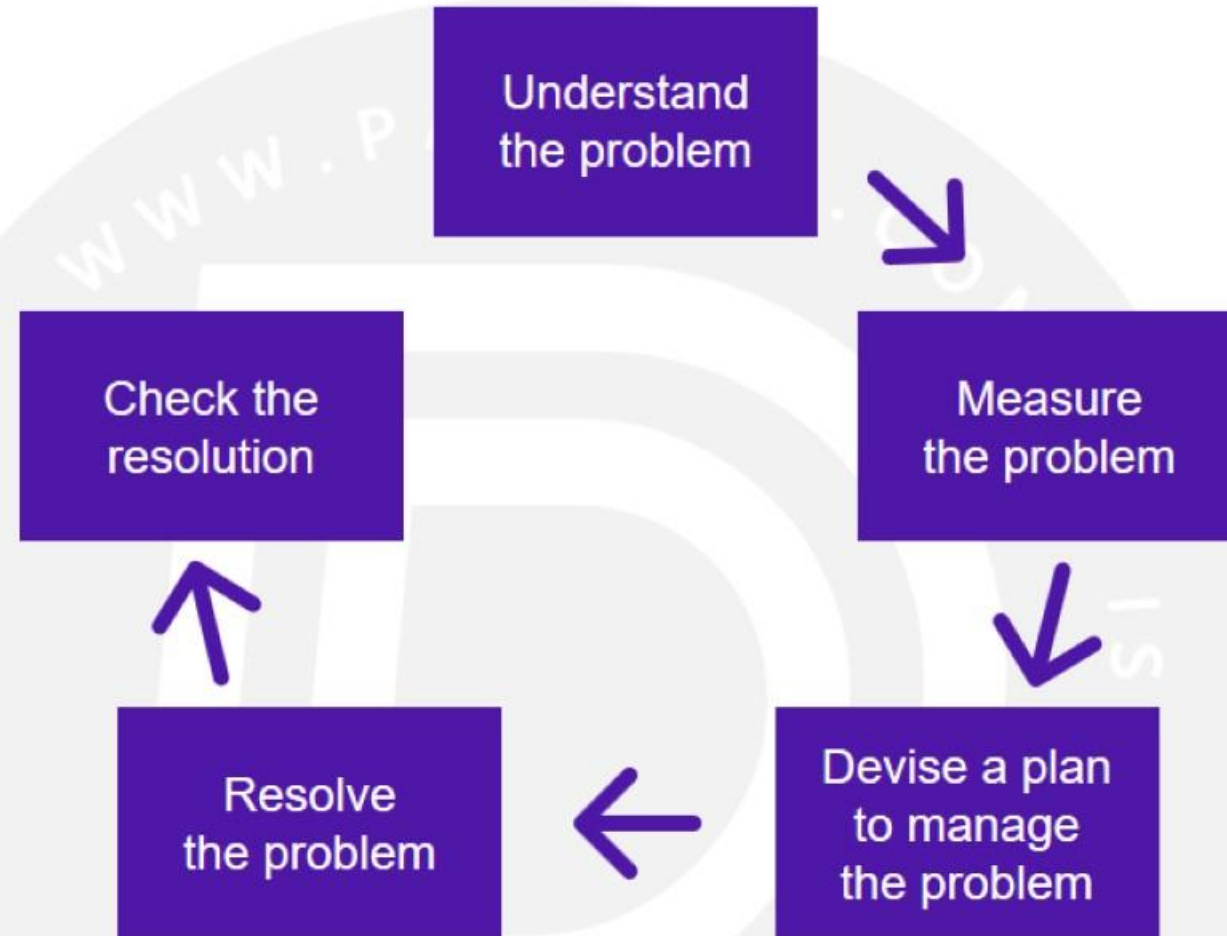 Understand
the problem
Measure
the problem
Devise a plan
to manage
the problem
Resolve
the problem
Check the
resolution